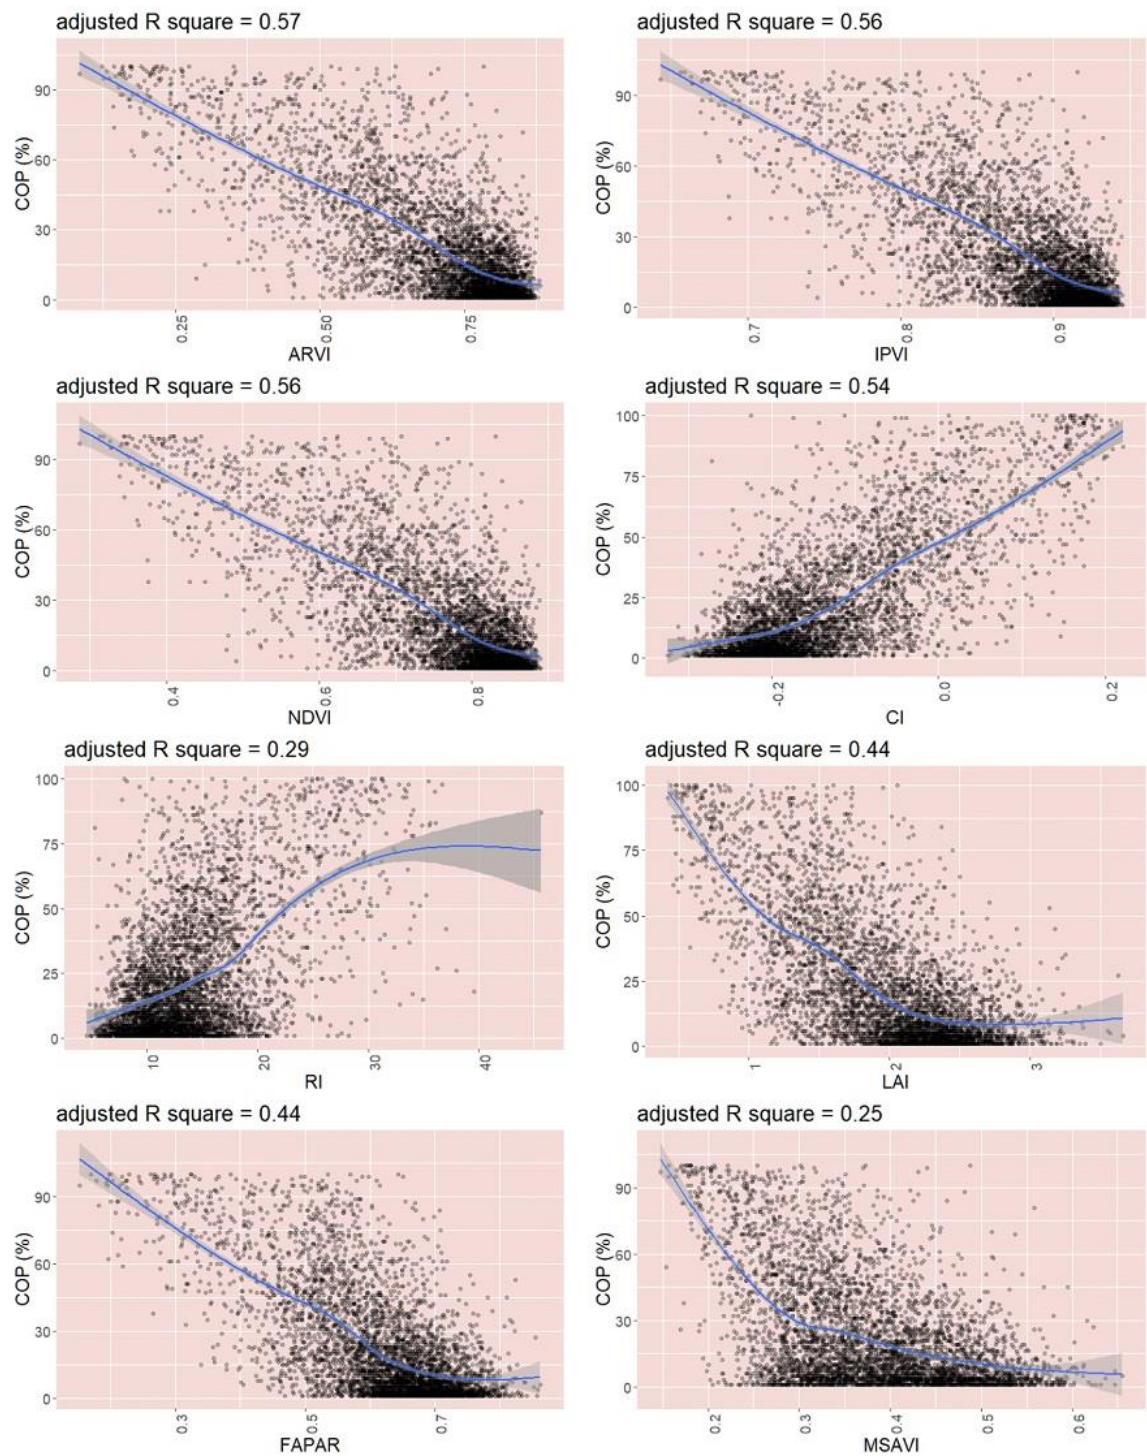 adjusted R square = 0.57
90
60
30
0
COP (%)
0.25
0.50
0.75
ARVI
adjusted R square = 0.56
90
60
30
0
COP (%)
0.7
0.8
0.9
IPVI
adjusted R square = 0.56
90
60
30
0
COP (%)
0.4
0.6
0.8
NDVI
adjusted R square = 0.54
100
75
50
25
0
COP (%)
-0.2
0.0
0.2
CI
adjusted R square = 0.29
100
75
50
25
0
COP (%)
10
20
30
40
RI
adjusted R square = 0.44
100
75
50
25
0
COP (%)
1
2
3
LAI
adjusted R square = 0.44
90
60
30
0
COP (%)
0.3
0.5
0.7
FAPAR
adjusted R square = 0.25
90
60
30
0
COP (%)
0.2
0.3
0.4
0.5
0.6
MSAVI